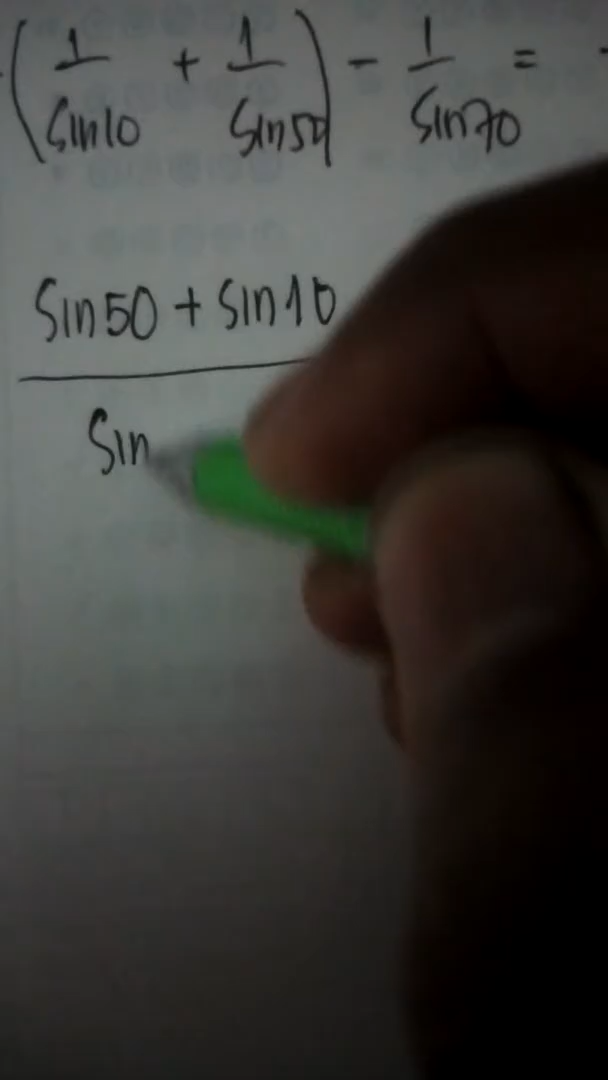 (1/sin10 + 1/sin50) - 1/sin70 =
sin50 + sin10
sin